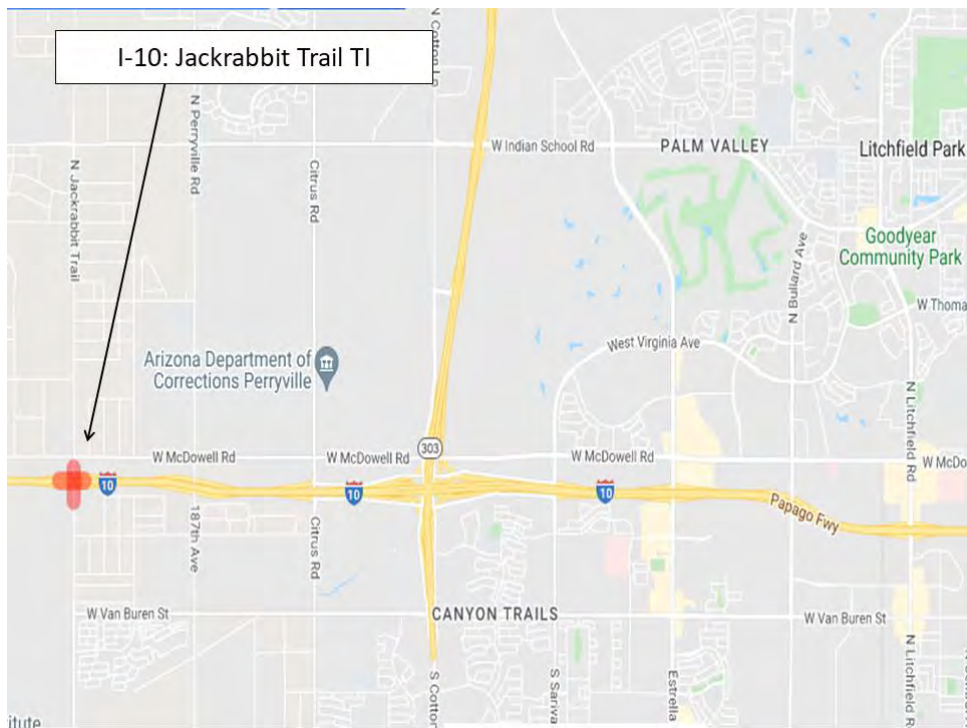 I-10: Jackrabbit Trail TI
N Cotton Ln
N Perryville Rd
N Jackrabbit Trail
Citrus Rd
W Indian School Rd
PALM VALLEY
Litchfield Park
Goodyear
Community Park
N Bullard Ave
W Thoma
West Virginia Ave
Arizona Department of
Corrections Perryville
N Litchfield Rd
303
W McDowell Rd
W McDowell Rd
W McDowell Rd
W McDo
10
10
10
Papago Fwy
187th Ave
Citrus Rd
W Van Buren St
CANYON TRAILS
W Van Buren St
S Cotto
S Sariva
Estrella
N Litchfield
itute